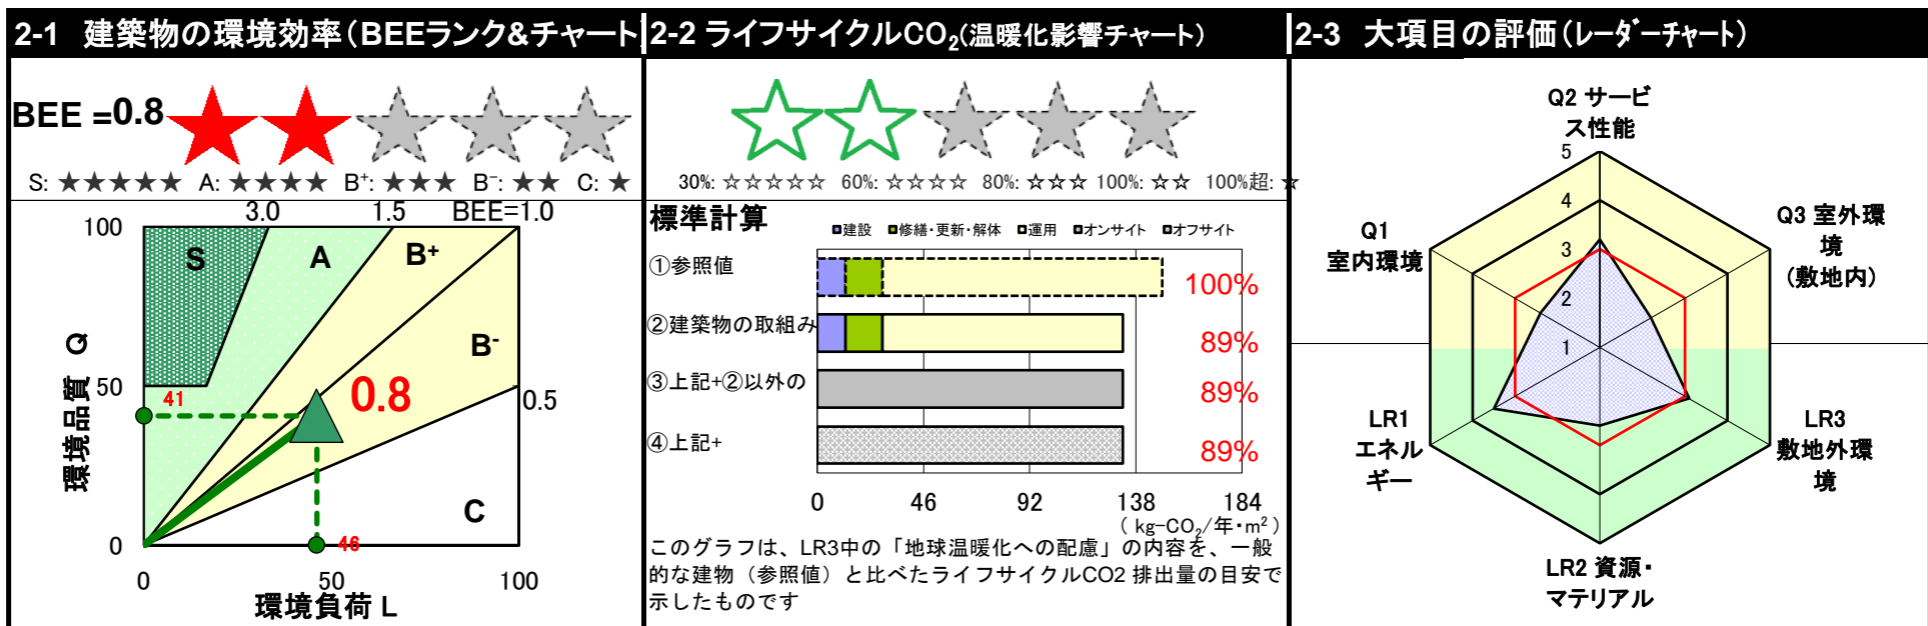 2-1 建築物の環境効率(BEEランク&チャート
BEE =0.8
S: ★★★★★ A: ★★★★ B+: ★★★ B-: ★★ C: ★
3.0 1.5 BEE=1.0
100
50
0
環境品質 Q
S
A
B+
B-
C
41
0.8
0.5
46
0 50 100
環境負荷 L
2-2 ライフサイクルCO2(温暖化影響チャート)
30%: ☆☆☆☆☆ 60%: ☆☆☆☆ 80%: ☆☆☆ 100%: ☆☆ 100%超: ☆
標準計算
建設 修繕・更新・解体 運用 オンサイト オフサイト
①参照値 100%
②建築物の取組み 89%
③上記+②以外の 89%
④上記+ 89%
0 46 92 138 184
( kg-CO2/年・m2 )
このグラフは、LR3中の「地球温暖化への配慮」の内容を、一般
的な建物(参照値)と比べたライフサイクルCO2 排出量の目安で
示したものです
2-3 大項目の評価(レーダーチャート)
Q2 サービ
ス性能
5
4
3
2
1
Q1
室内環境
Q3 室外環
境
(敷地内)
LR1
エネル
ギー
LR3
敷地外環
境
LR2 資源・
マテリアル